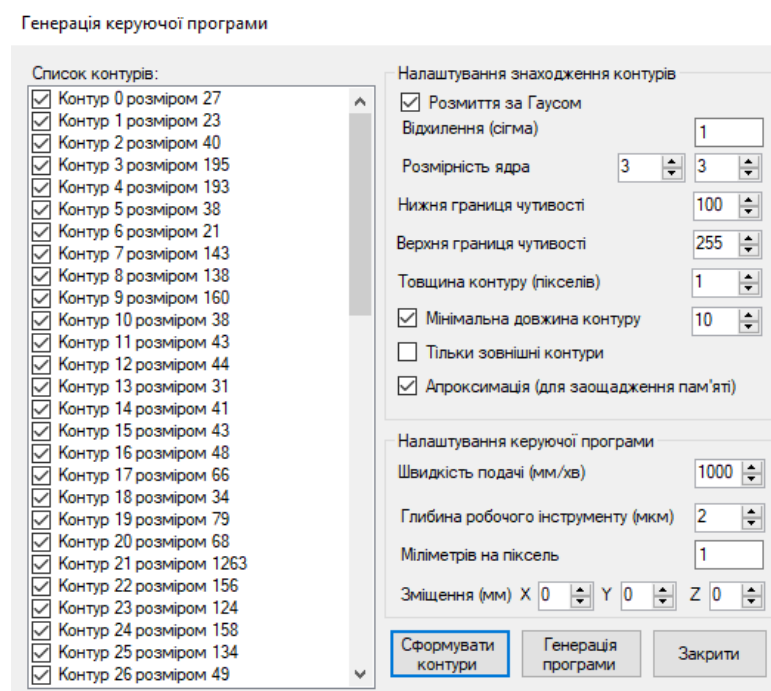 Генерація керуючої програми
Список контурів:
Контур 0 розміром 27
Контур 1 розміром 23
Контур 2 розміром 40
Контур 3 розміром 195
Контур 4 розміром 193
Контур 5 розміром 38
Контур 6 розміром 21
Контур 7 розміром 143
Контур 8 розміром 138
Контур 9 розміром 160
Контур 10 розміром 38
Контур 11 розміром 43
Контур 12 розміром 44
Контур 13 розміром 31
Контур 14 розміром 41
Контур 15 розміром 43
Контур 16 розміром 48
Контур 17 розміром 66
Контур 18 розміром 34
Контур 19 розміром 79
Контур 20 розміром 68
Контур 21 розміром 1263
Контур 22 розміром 156
Контур 23 розміром 124
Контур 24 розміром 158
Контур 25 розміром 134
Контур 26 розміром 49
Налаштування знаходження контурів
Розмиття за Гаусом
Відхилення (сігма) 1
Розмірність ядра 3 3
Нижня границя чутивості 100
Верхня границя чутивості 255
Товщина контуру (пікселів) 1
Мінімальна довжина контуру 10
Тільки зовнішні контури
Апроксимація (для заощадження пам'яті)
Налаштування керуючої програми
Швидкість подачі (мм/хв) 1000
Глибина робочого інструменту (мкм) 2
Міліметрів на піксель 1
Зміщення (мм) X 0 Y 0 Z 0
Сформувати
контури
Генерація
програми
Закрити